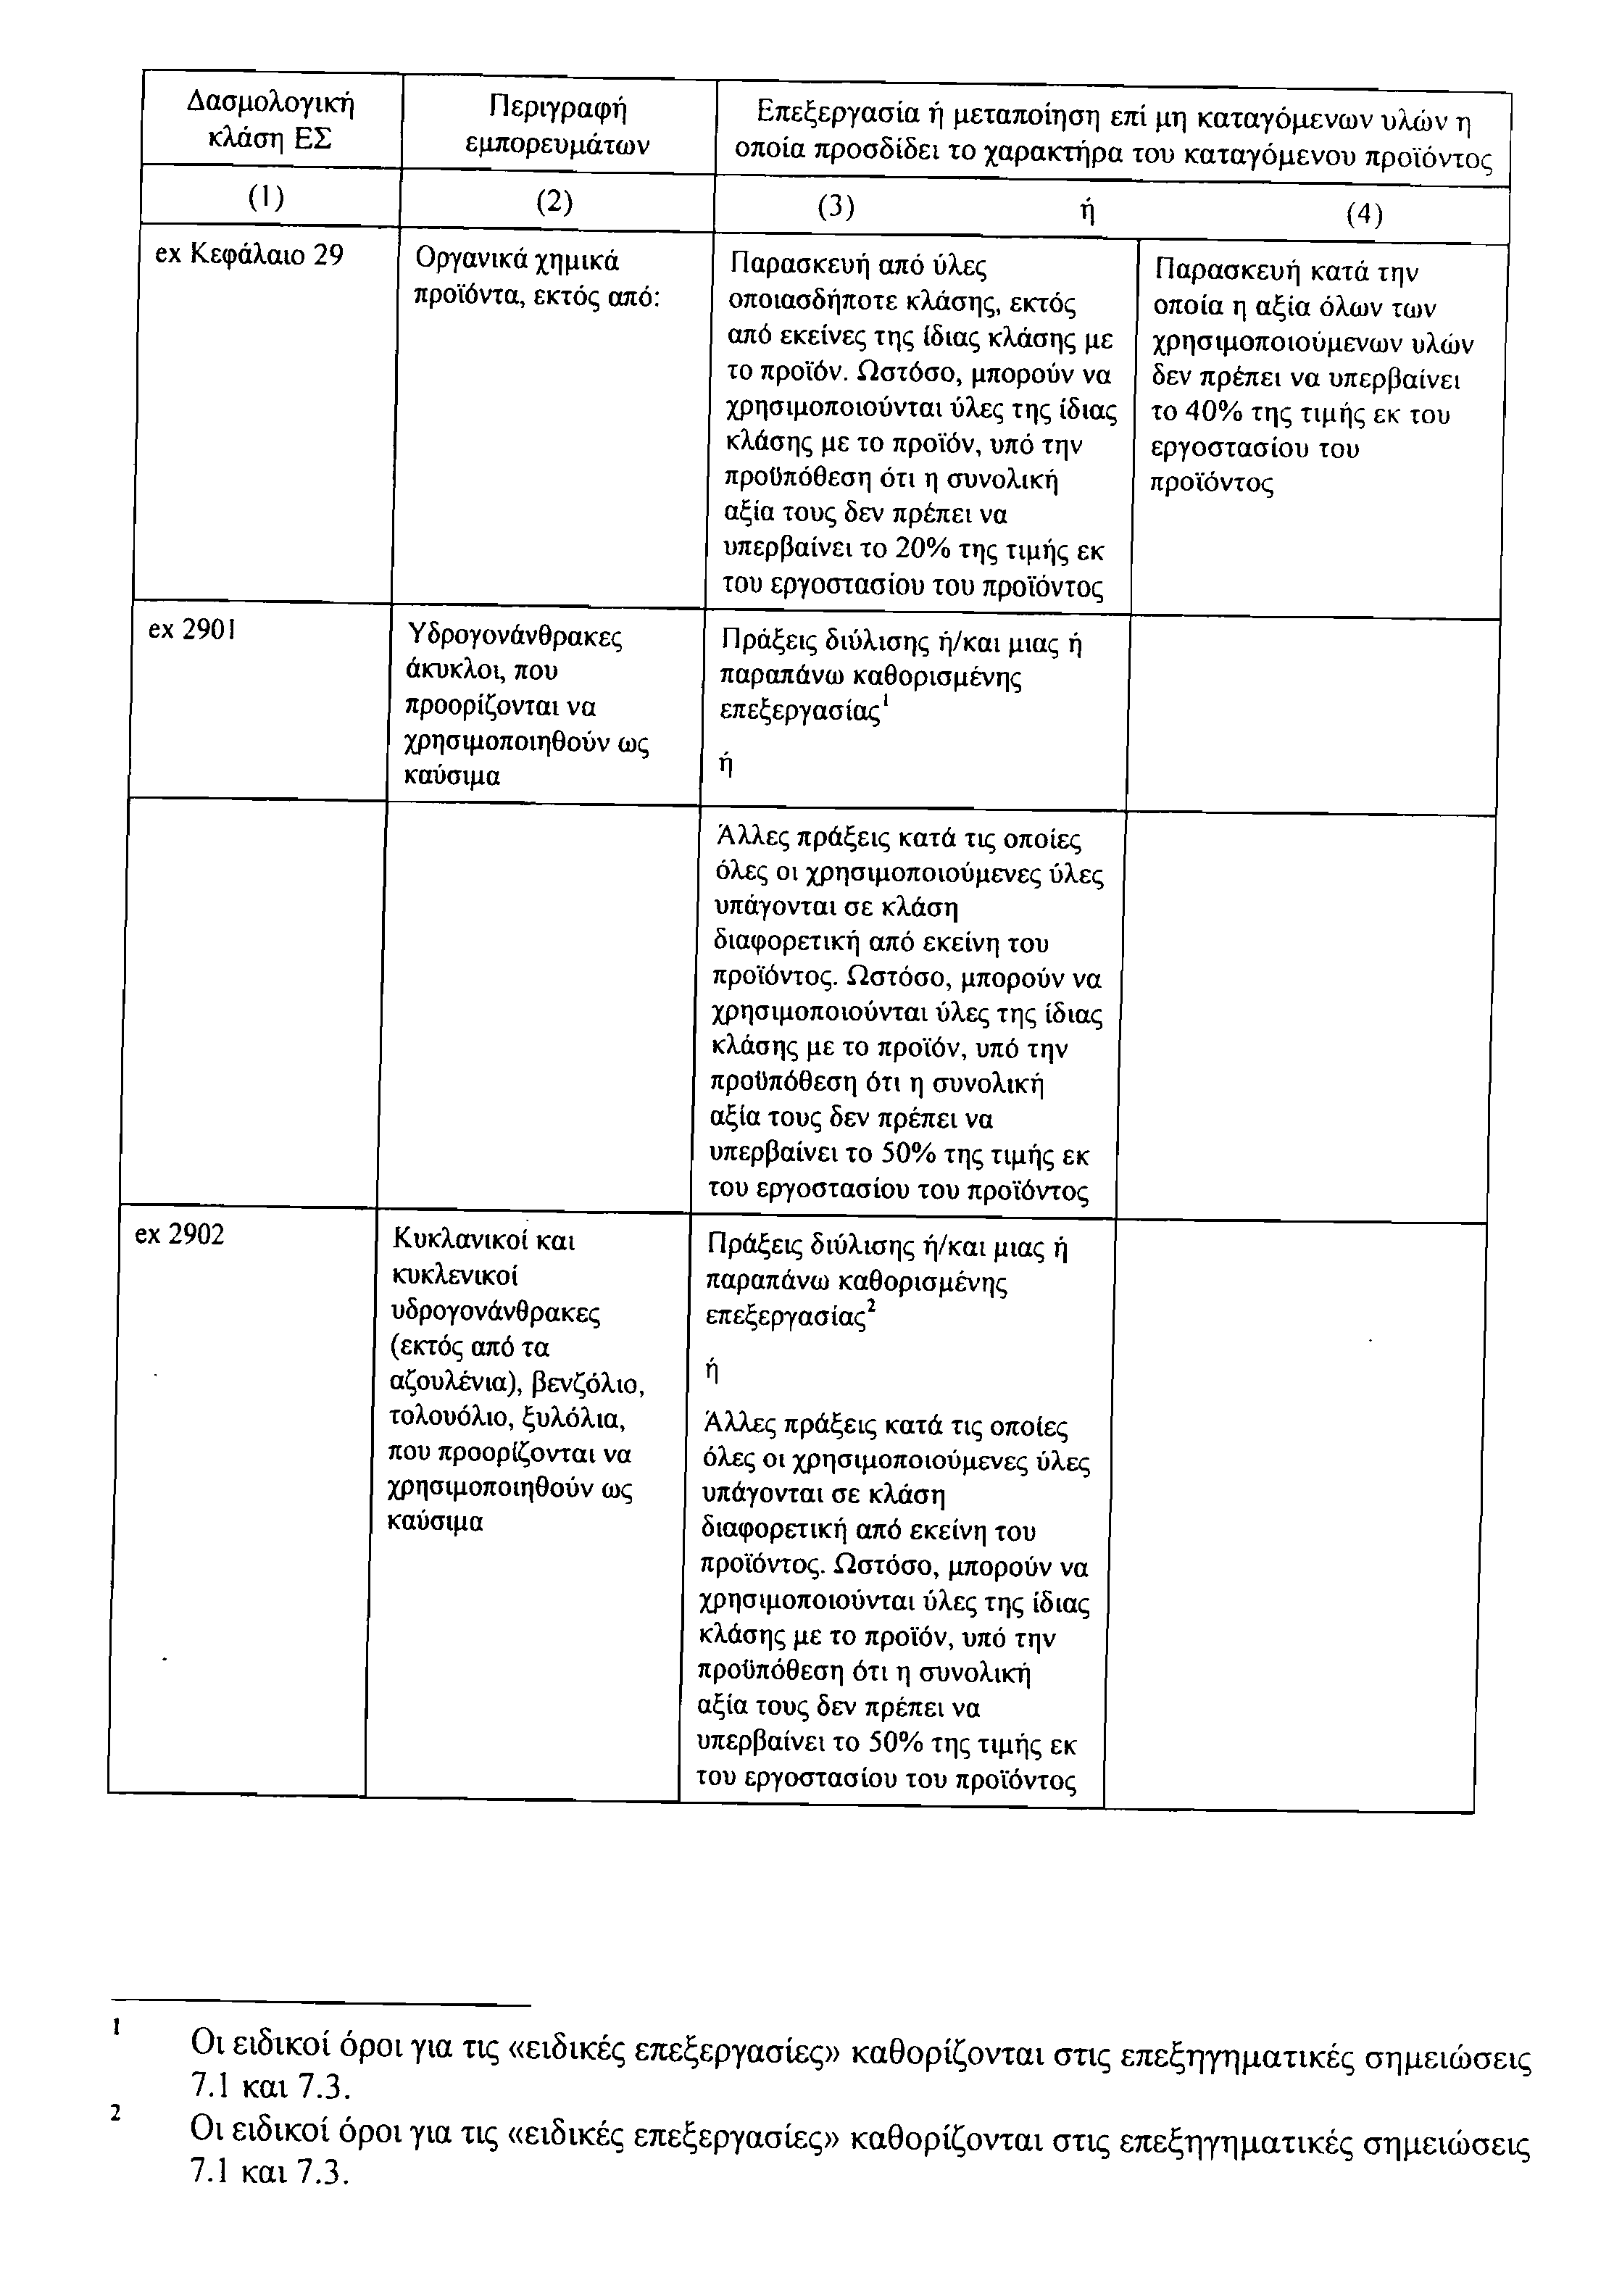 Δασμολογική
κλάση ΕΣ
Περιγραφή
εμπορευμάτων
Επεξεργασία ή μεταποίηση επί μη καταγόμενων υλών η
οποία προσδίδει το χαρακτήρα του καταγόμενου προϊόντος
(1)
(2)
(3) ή (4)
ex Κεφάλαιο 29
Οργανικά χημικά
προϊόντα, εκτός από:
Παρασκευή από ύλες
οποιασδήποτε κλάσης, εκτός
από εκείνες της ίδιας κλάσης με
το προϊόν. Ωστόσο, μπορούν να
χρησιμοποιούνται ύλες της ίδιας
κλάσης με το προϊόν, υπό την
προϋπόθεση ότι η συνολική
αξία τους δεν πρέπει να
υπερβαίνει το 20% της τιμής εκ
του εργοστασίου του προϊόντος
Παρασκευή κατά την
οποία η αξία όλων των
χρησιμοποιούμενων υλών
δεν πρέπει να υπερβαίνει
το 40% της τιμής εκ του
εργοστασίου του
προϊόντος
ex 2901
Υδρογονάνθρακες
άκυκλοι, που
προορίζονται να
χρησιμοποιηθούν ως
καύσιμα
Πράξεις διύλισης ή/και μιας ή
παραπάνω καθορισμένης
επεξεργασίας¹
ή
Άλλες πράξεις κατά τις οποίες
όλες οι χρησιμοποιούμενες ύλες
υπάγονται σε κλάση
διαφορετική από εκείνη του
προϊόντος. Ωστόσο, μπορούν να
χρησιμοποιούνται ύλες της ίδιας
κλάσης με το προϊόν, υπό την
προϋπόθεση ότι η συνολική
αξία τους δεν πρέπει να
υπερβαίνει το 50% της τιμής εκ
του εργοστασίου του προϊόντος
ex 2902
Κυκλανικοί και
κυκλενικοί
υδρογονάνθρακες
(εκτός από τα
αζουλένια), βενζόλιο,
τολουόλιο, ξυλόλια,
που προορίζονται να
χρησιμοποιηθούν ως
καύσιμα
Πράξεις διύλισης ή/και μιας ή
παραπάνω καθορισμένης
επεξεργασίας²
ή
Άλλες πράξεις κατά τις οποίες
όλες οι χρησιμοποιούμενες ύλες
υπάγονται σε κλάση
διαφορετική από εκείνη του
προϊόντος. Ωστόσο, μπορούν να
χρησιμοποιούνται ύλες της ίδιας
κλάσης με το προϊόν, υπό την
προϋπόθεση ότι η συνολική
αξία τους δεν πρέπει να
υπερβαίνει το 50% της τιμής εκ
του εργοστασίου του προϊόντος
1 Οι ειδικοί όροι για τις «ειδικές επεξεργασίες» καθορίζονται στις επεξηγηματικές σημειώσεις
7.1 και 7.3.
2 Οι ειδικοί όροι για τις «ειδικές επεξεργασίες» καθορίζονται στις επεξηγηματικές σημειώσεις
7.1 και 7.3.